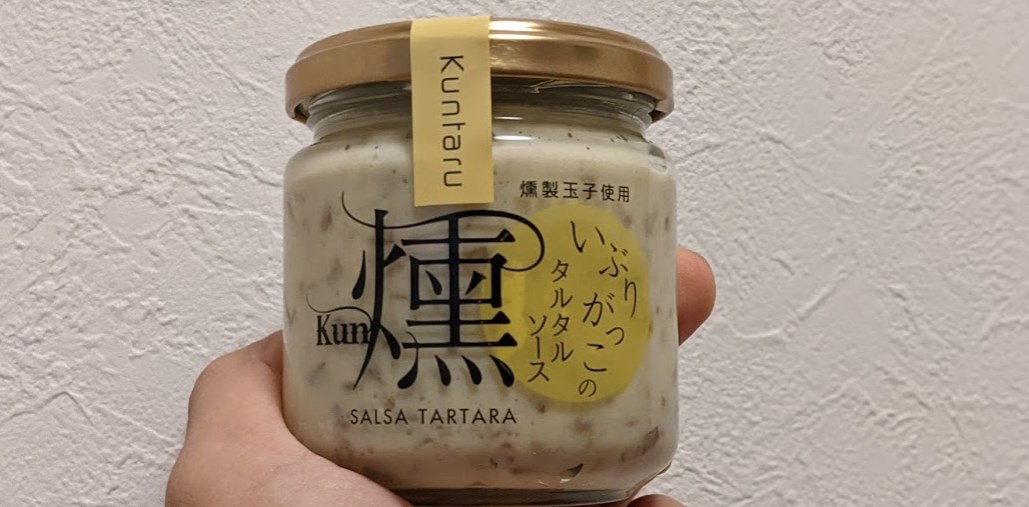 Kuntaru
燻製玉子使用
いぶりがっこの
タルタル
ソース
燻
Kun
SALSA TARTARA